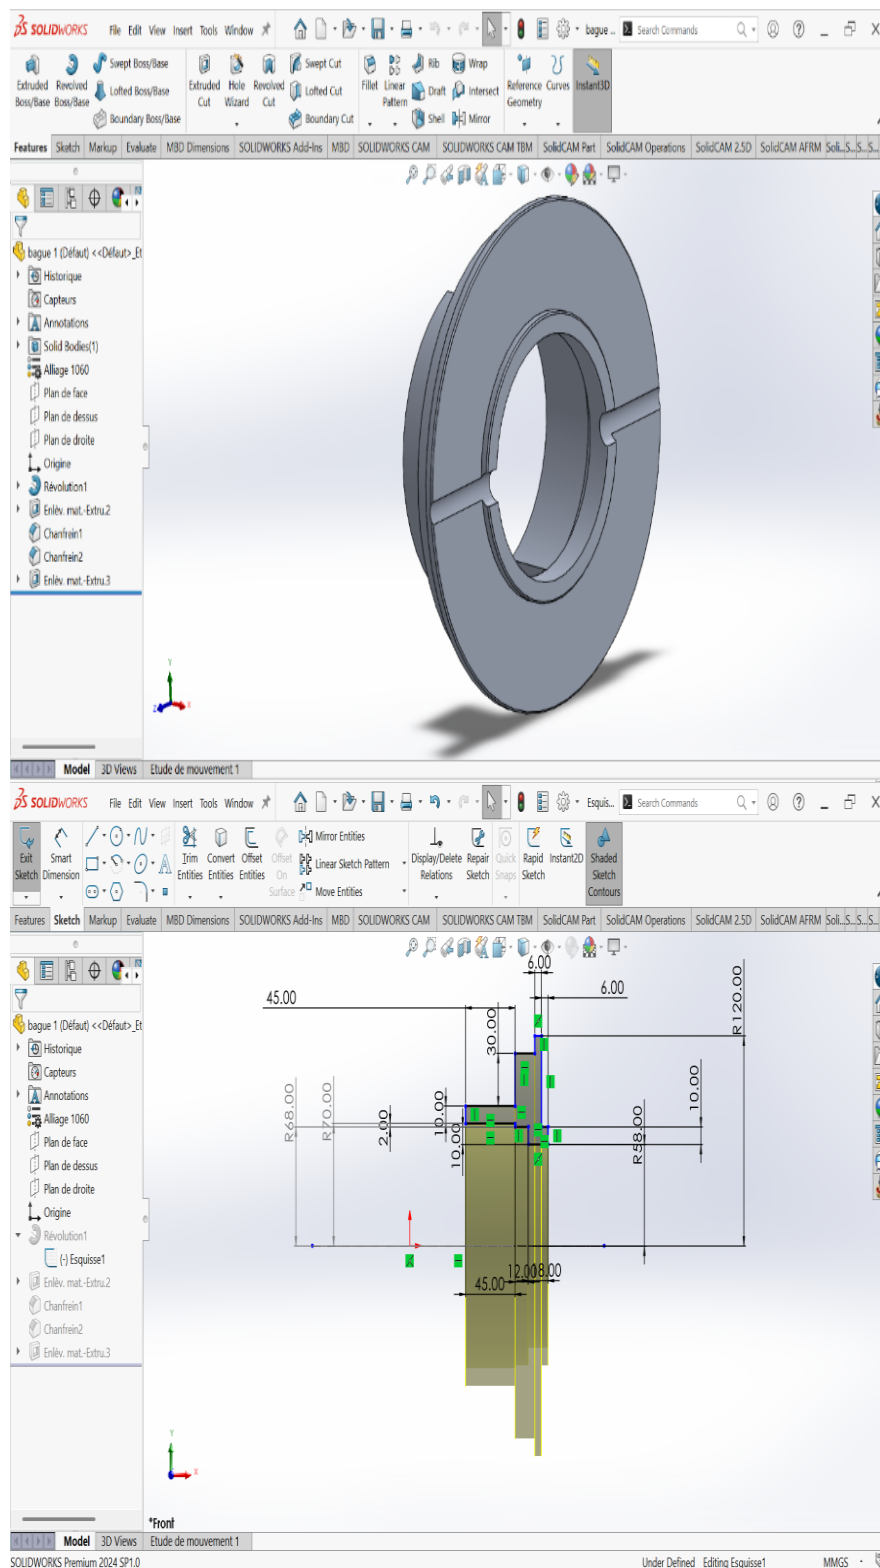 SOLIDWORKS File Edit View Insert Tools Window bague ... Search Commands
Extruded Boss/Base Revolved Boss/Base Swept Boss/Base Lofted Boss/Base Boundary Boss/Base Extruded Cut Hole Wizard Revolved Cut Swept Cut Lofted Cut Boundary Cut Fillet Linear Pattern Rib Draft Shell Wrap Intersect Mirror Reference Geometry Curves Instant3D
Features Sketch Markup Evaluate MBD Dimensions SOLIDWORKS Add-Ins MBD SOLIDWORKS CAM SOLIDWORKS CAM TBM SolidCAM Part SolidCAM Operations SolidCAM 2.5D SolidCAM AFRM Soli... S... S... S...
bague 1 (Défaut) <<Défaut>_Et
Historique
Capteurs
Annotations
Solid Bodies(1)
Alliage 1060
Plan de face
Plan de dessus
Plan de droite
Origine
Révolution1
Enlèv. mat.-Extru.2
Chanfrein1
Chanfrein2
Enlèv. mat.-Extru.3
Y
Z
X
Model 3D Views Etude de mouvement 1
SOLIDWORKS File Edit View Insert Tools Window Esquis... Search Commands
Exit Sketch Smart Dimension Trim Entities Convert Entities Offset Entities Offset On Surface Mirror Entities Linear Sketch Pattern Move Entities Display/Delete Relations Repair Sketch Quick Snaps Rapid Sketch Instant2D Shaded Sketch Contours
Features Sketch Markup Evaluate MBD Dimensions SOLIDWORKS Add-Ins MBD SOLIDWORKS CAM SOLIDWORKS CAM TBM SolidCAM Part SolidCAM Operations SolidCAM 2.5D SolidCAM AFRM Soli... S... S... S...
bague 1 (Défaut) <<Défaut>_Et
Historique
Capteurs
Annotations
Alliage 1060
Plan de face
Plan de dessus
Plan de droite
Origine
Révolution1
(-) Esquisse1
Enlèv. mat.-Extru.2
Chanfrein1
Chanfrein2
Enlèv. mat.-Extru.3
6.00
45.00
6.00
30.00
R120.00
R68.00
R70.00
2.00
10.00
10.00
R58.00
10.00
45.00
12.00
18.00
Y
X
*Front
Model 3D Views Etude de mouvement 1
SOLIDWORKS Premium 2024 SP1.0 Under Defined Editing Esquisse1 MMGS